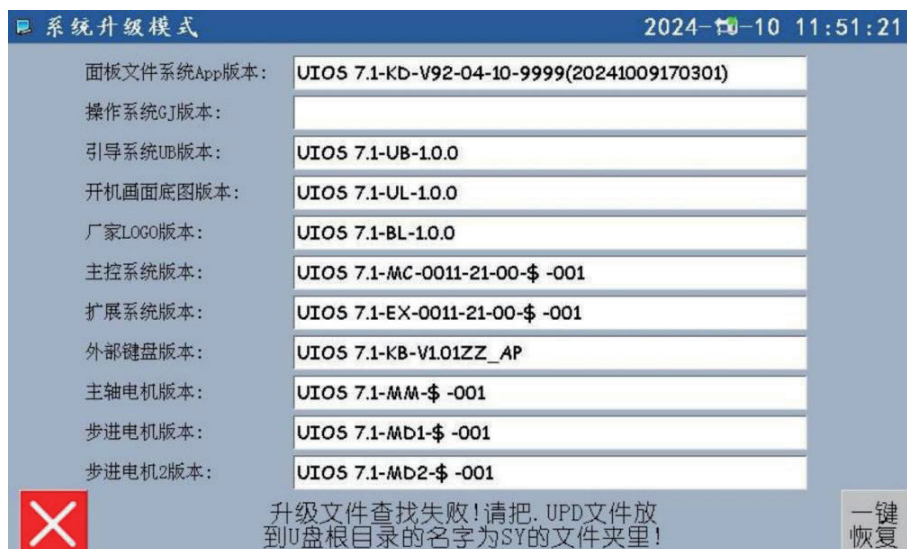 系统升级模式
2024- -10 11:51:21
面板文件系统App版本: UIOS 7.1-KD-V92-04-10-9999(20241009170301)
操作系统GJ版本:
引导系统UB版本: UIOS 7.1-UB-1.0.0
开机画面底图版本: UIOS 7.1-UL-1.0.0
厂家LOGO版本: UIOS 7.1-BL-1.0.0
主控系统版本: UIOS 7.1-MC-0011-21-00-$ -001
扩展系统版本: UIOS 7.1-EX-0011-21-00-$ -001
外部键盘版本: UIOS 7.1-KB-V1.01ZZ_AP
主轴电机版本: UIOS 7.1-MM-$ -001
步进电机版本: UIOS 7.1-MD1-$ -001
步进电机2版本: UIOS 7.1-MD2-$ -001
升级文件查找失败!请把.UPD文件放
到U盘根目录的名字为SY的文件夹里!
一键
恢复